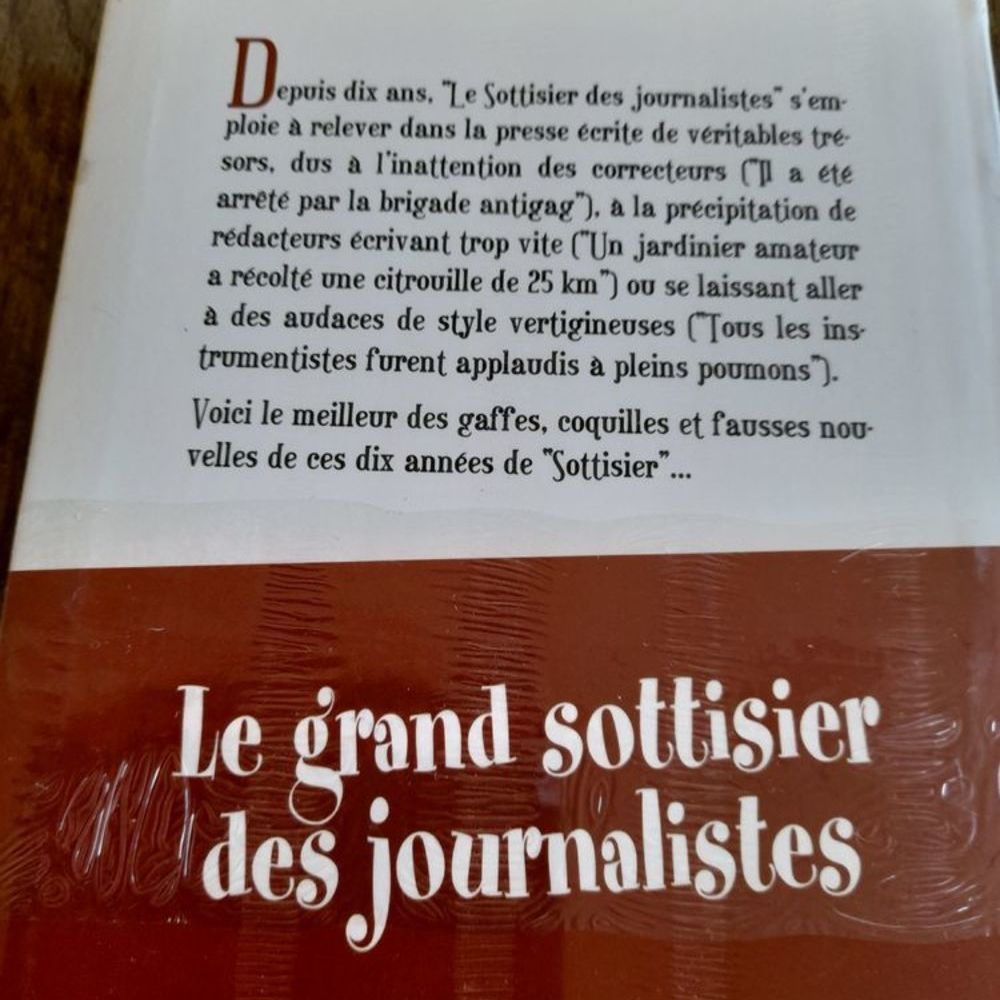 Depuis dix ans, "Le Sottisier des journalistes" s'em-
ploie à relever dans la presse écrite de véritables tré-
sors, dus à l'inattention des correcteurs ("Il a été
arrêté par la brigade antigag"), à la précipitation de
rédacteurs écrivant trop vite ("Un jardinier amateur
a récolté une citrouille de 25 km") ou se laissant aller
à des audaces de style vertigineuses ("Tous les ins-
trumentistes furent applaudis à pleins poumons").
Voici le meilleur des gaffes, coquilles et fausses nou-
velles de ces dix années de "Sottisier"...
Le grand sottisier
des journalistes